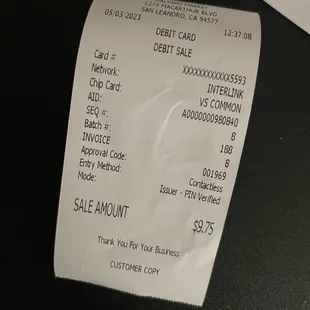 1275 MACARTHUR BLVD
SAN LEANDRO, CA 94577
05/03/2023 12:37:08
DEBIT CARD
DEBIT SALE
Card # XXXXXXXXXXXX5593
Network: INTERLINK
Chip Card: VS COMMON
AID: A0000000980840
SEQ #: 8
Batch #: 188
INVOICE 8
Approval Code: 001969
Entry Method: Contactless
Mode: Issuer - PIN Verified
SALE AMOUNT $9.75
Thank You For Your Business
CUSTOMER COPY